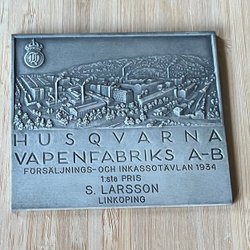 HUSQVARNA
VAPENFABRIKS A-B
FÖRSÄLJNINGS- OCH INKASSOTÄVLAN 1934
1:sta PRIS
S. LARSSON
LINKÖPING